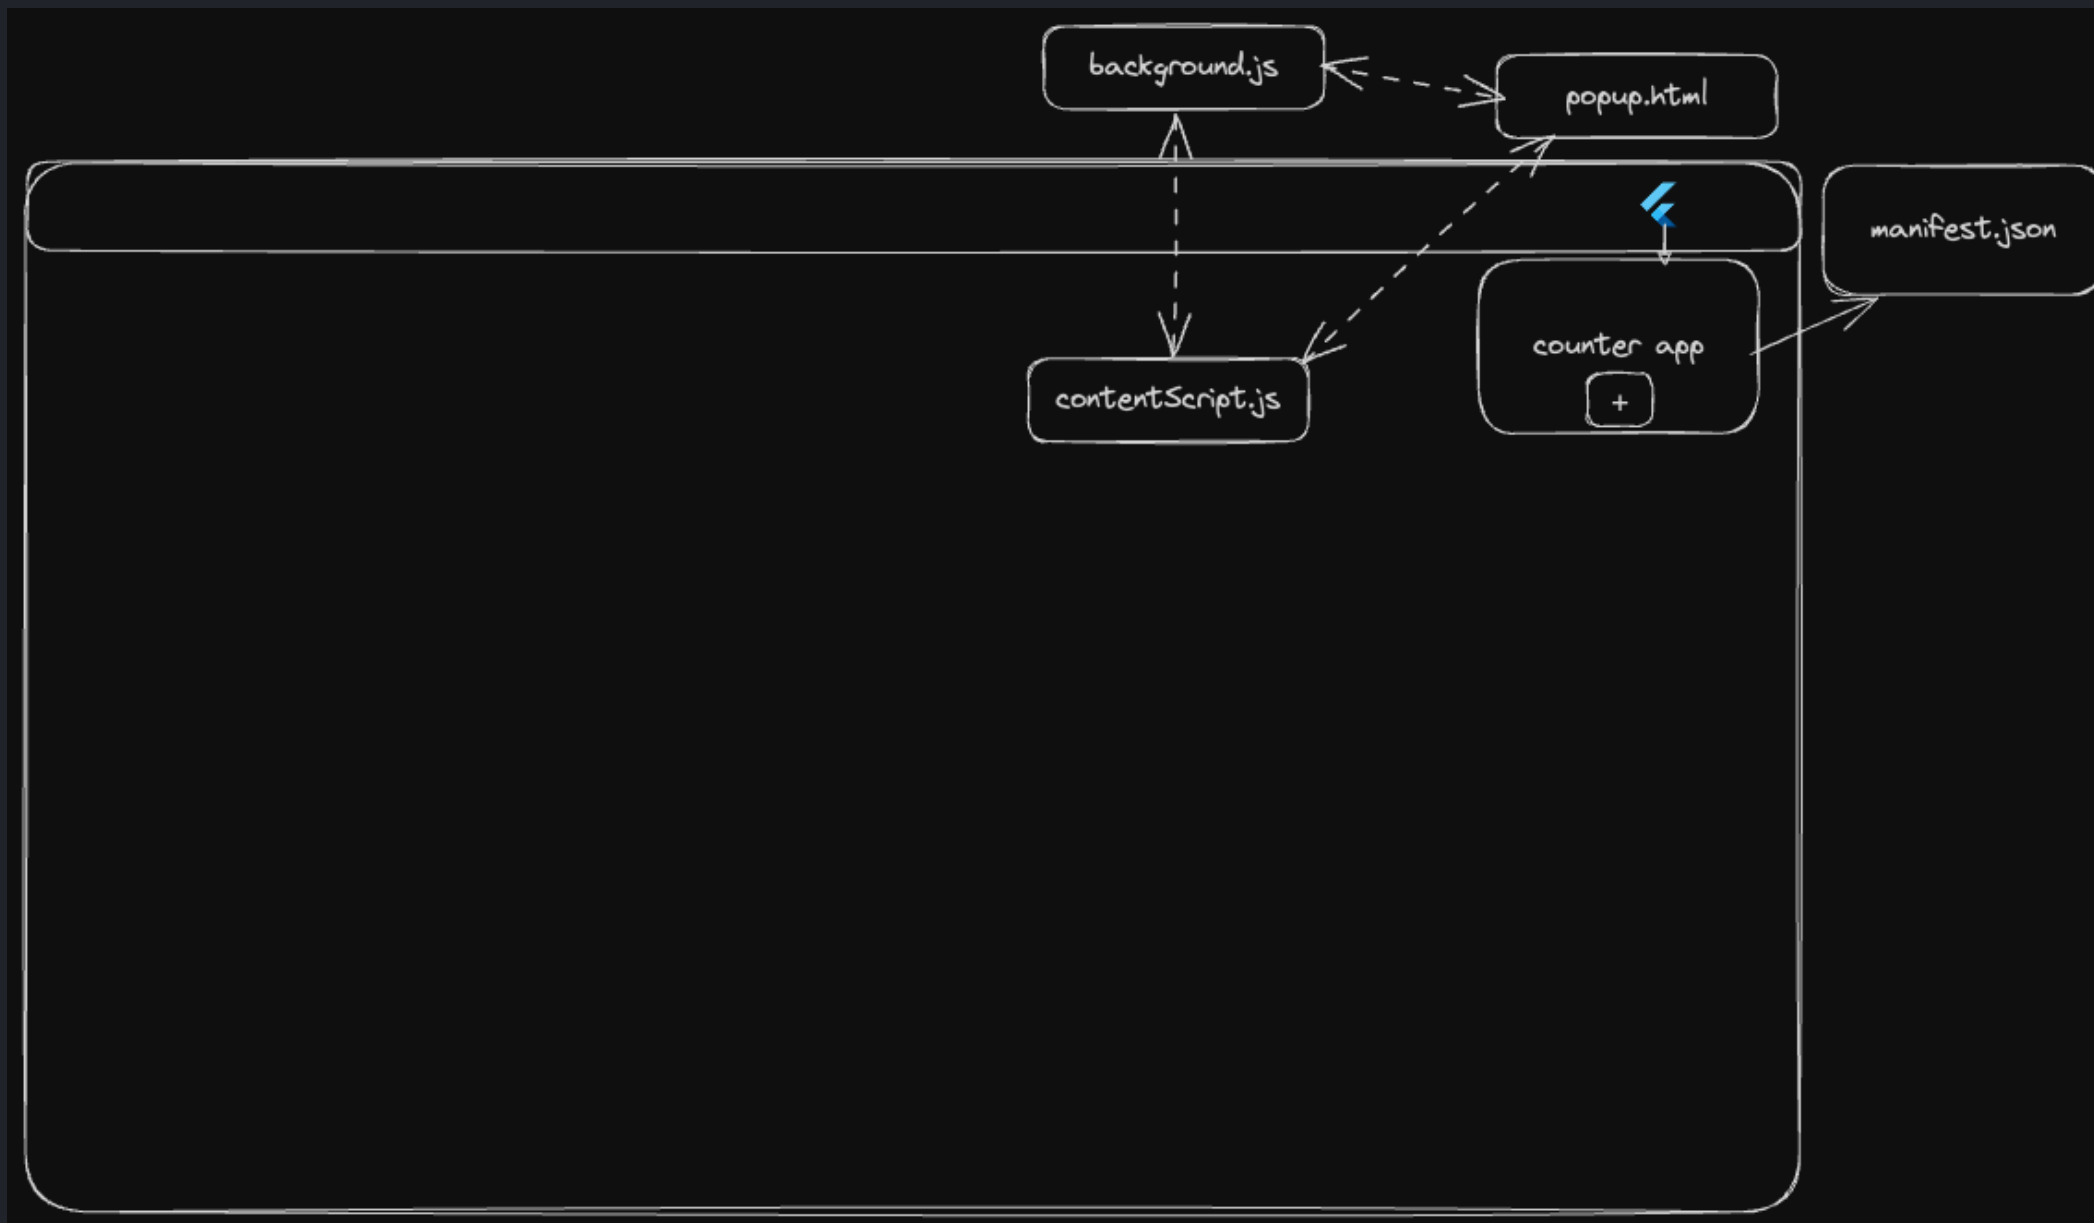 background.js
popup.html
manifest.json
counter app
+
contentScript.js